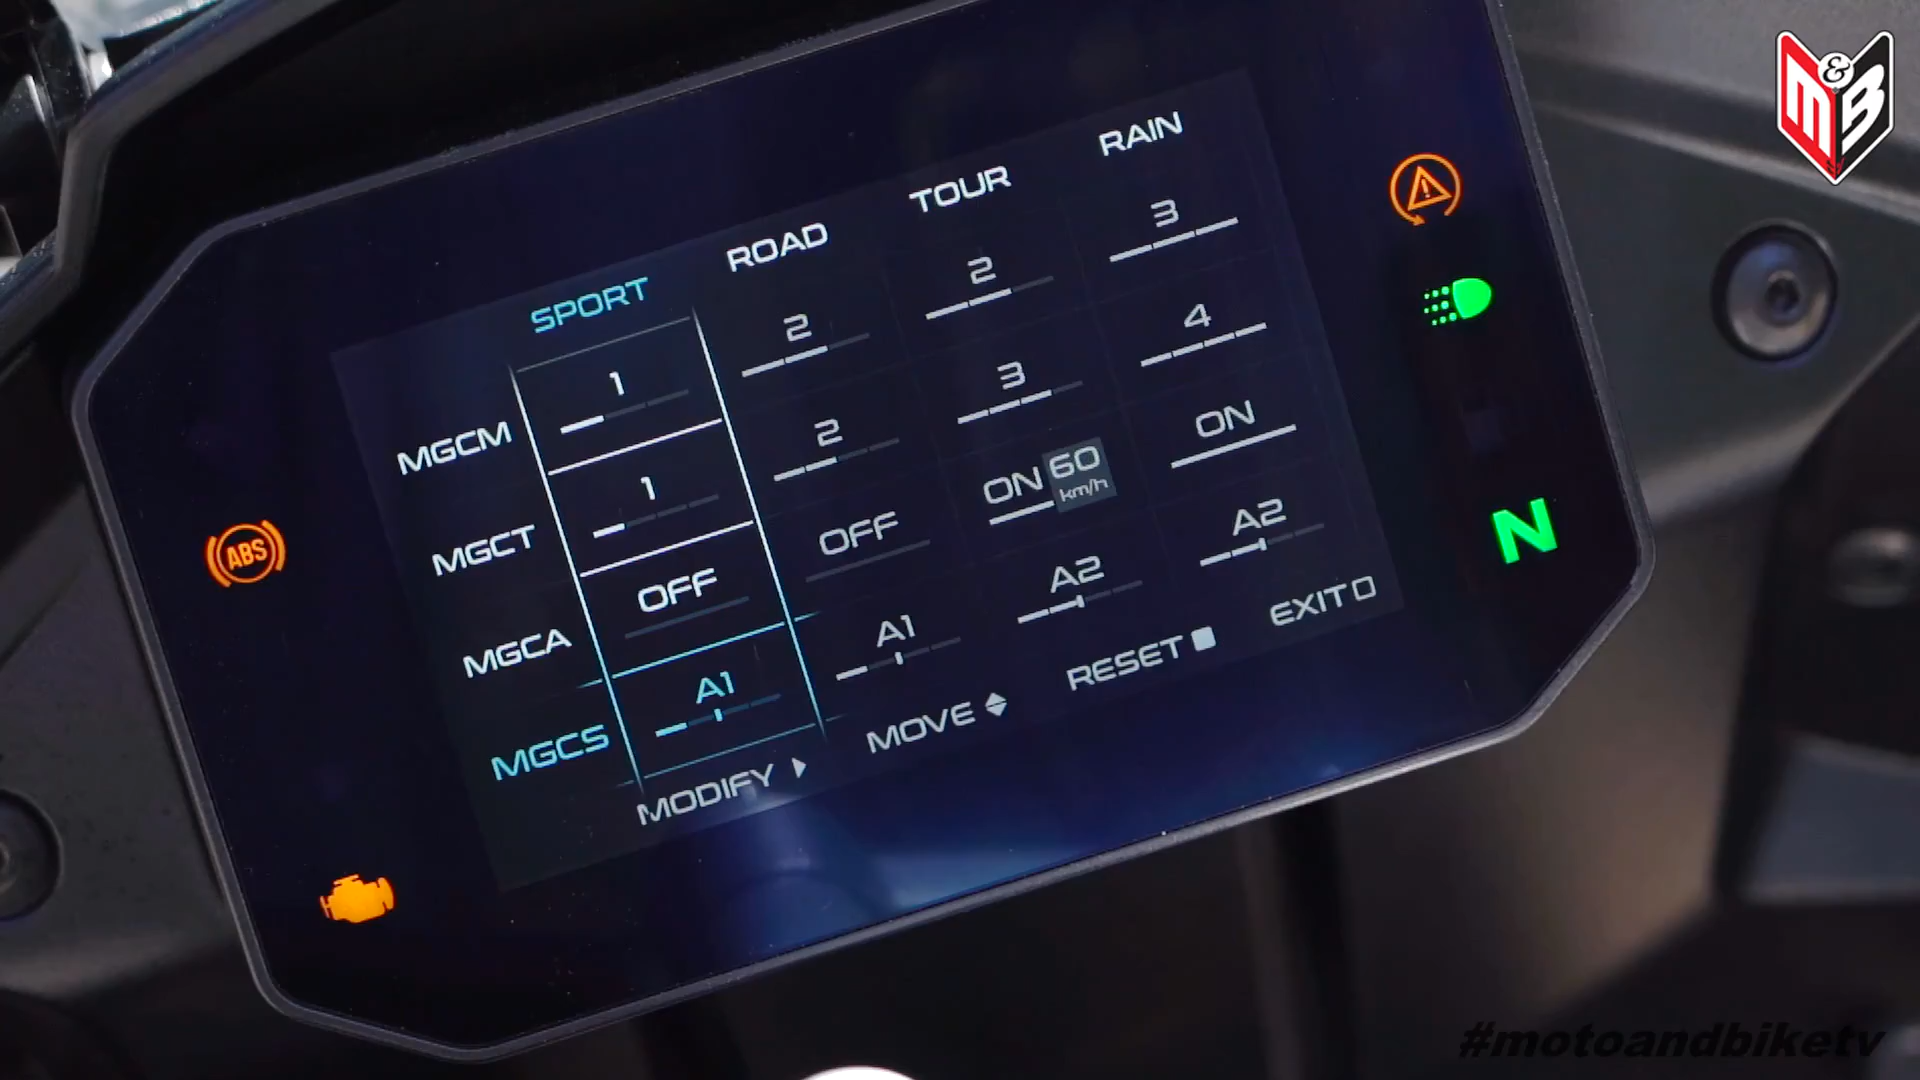 M&B
SPORT ROAD TOUR RAIN
MGCM 1 2 2 3
MGCT 1 2 3 4
MGCA OFF OFF ON 60 km/h ON
MGCS A1 A1 A2 A2
MODIFY MOVE RESET EXIT
ABS
N
#motoandbiketv